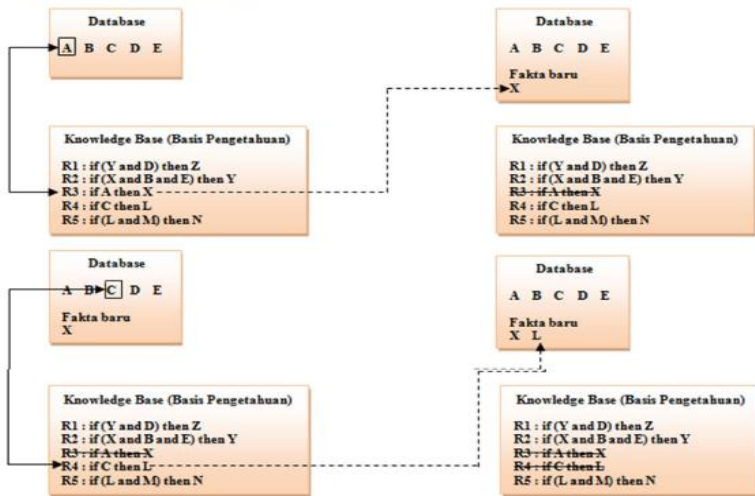 Database
A B C D E
Knowledge Base (Basis Pengetahuan)
R1 : if (Y and D) then Z
R2 : if (X and B and E) then Y
R3 : if A then X
R4 : if C then L
R5 : if (L and M) then N
Database
A B C D E
Fakta baru
X
Knowledge Base (Basis Pengetahuan)
R1 : if (Y and D) then Z
R2 : if (X and B and E) then Y
R3 : if A then X
R4 : if C then L
R5 : if (L and M) then N
Database
A B C D E
Fakta baru
X
Knowledge Base (Basis Pengetahuan)
R1 : if (Y and D) then Z
R2 : if (X and B and E) then Y
R3 : if A then X
R4 : if C then L
R5 : if (L and M) then N
Database
A B C D E
Fakta baru
X L
Knowledge Base (Basis Pengetahuan)
R1 : if (Y and D) then Z
R2 : if (X and B and E) then Y
R3 : if A then X
R4 : if C then L
R5 : if (L and M) then N